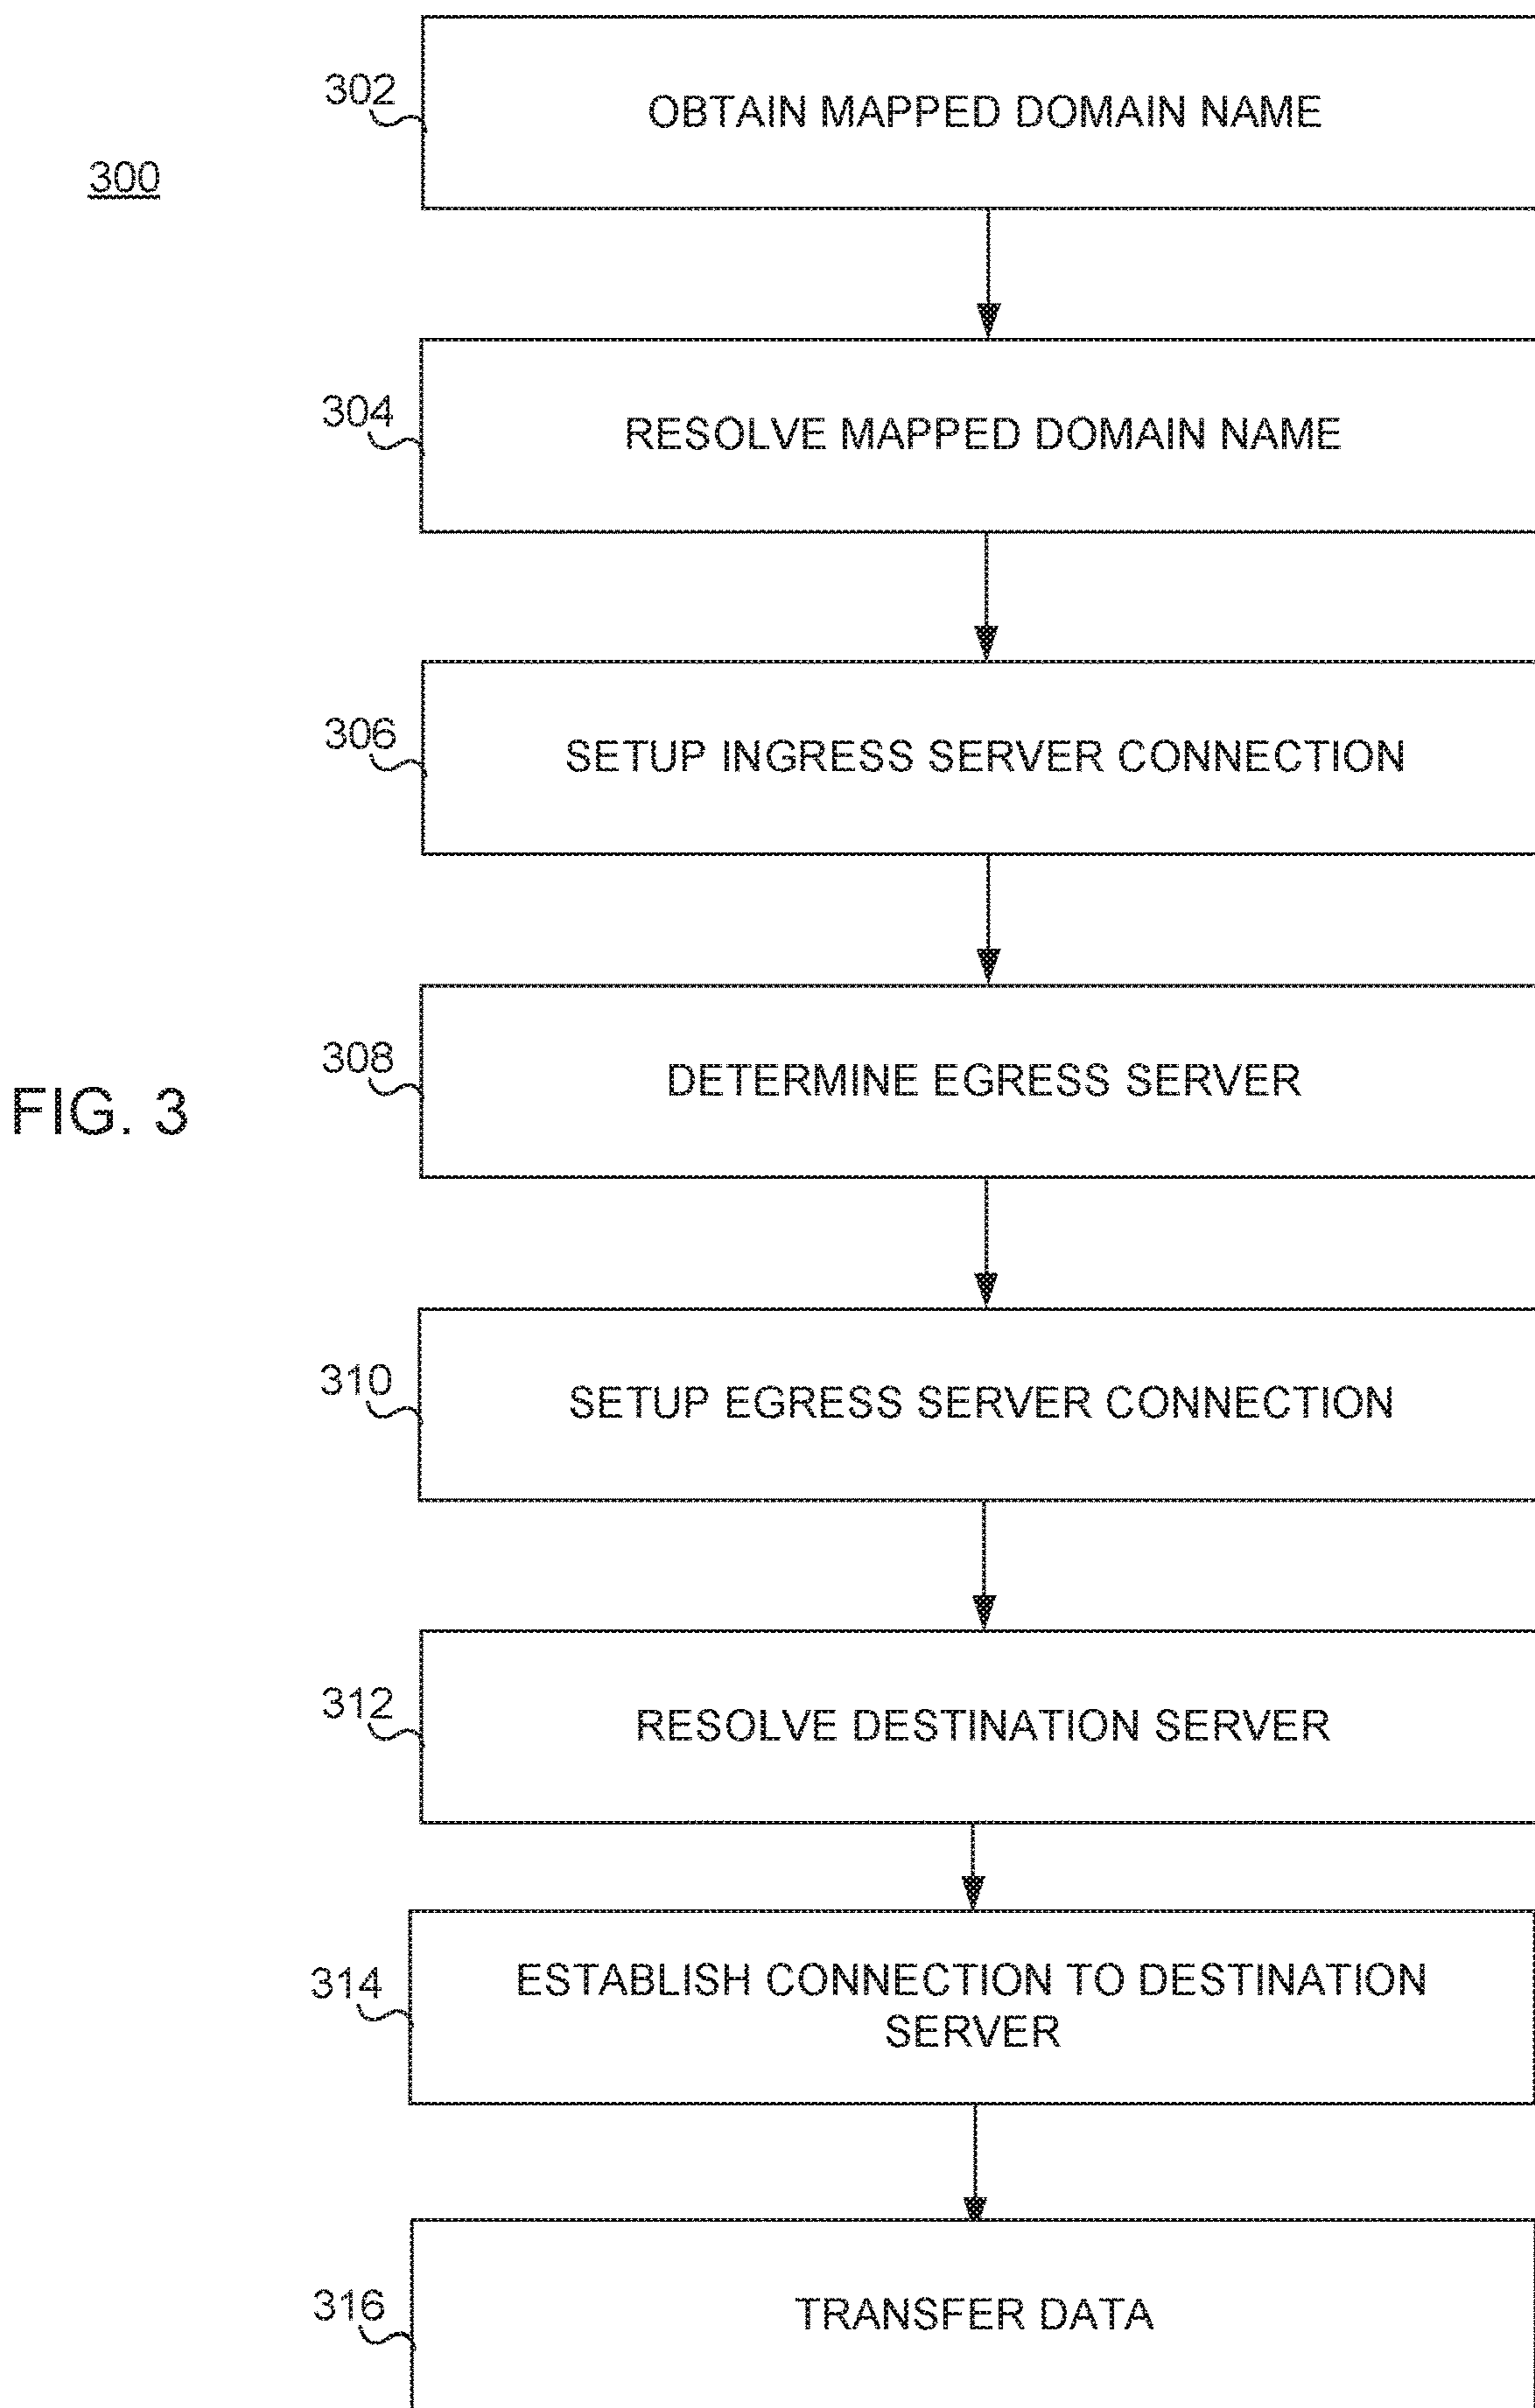 302
OBTAIN MAPPED DOMAIN NAME
300
304
RESOLVE MAPPED DOMAIN NAME
306
SETUP INGRESS SERVER CONNECTION
308
DETERMINE EGRESS SERVER
FIG. 3
310
SETUP EGRESS SERVER CONNECTION
312
RESOLVE DESTINATION SERVER
314
ESTABLISH CONNECTION TO DESTINATION
SERVER
316
TRANSFER DATA